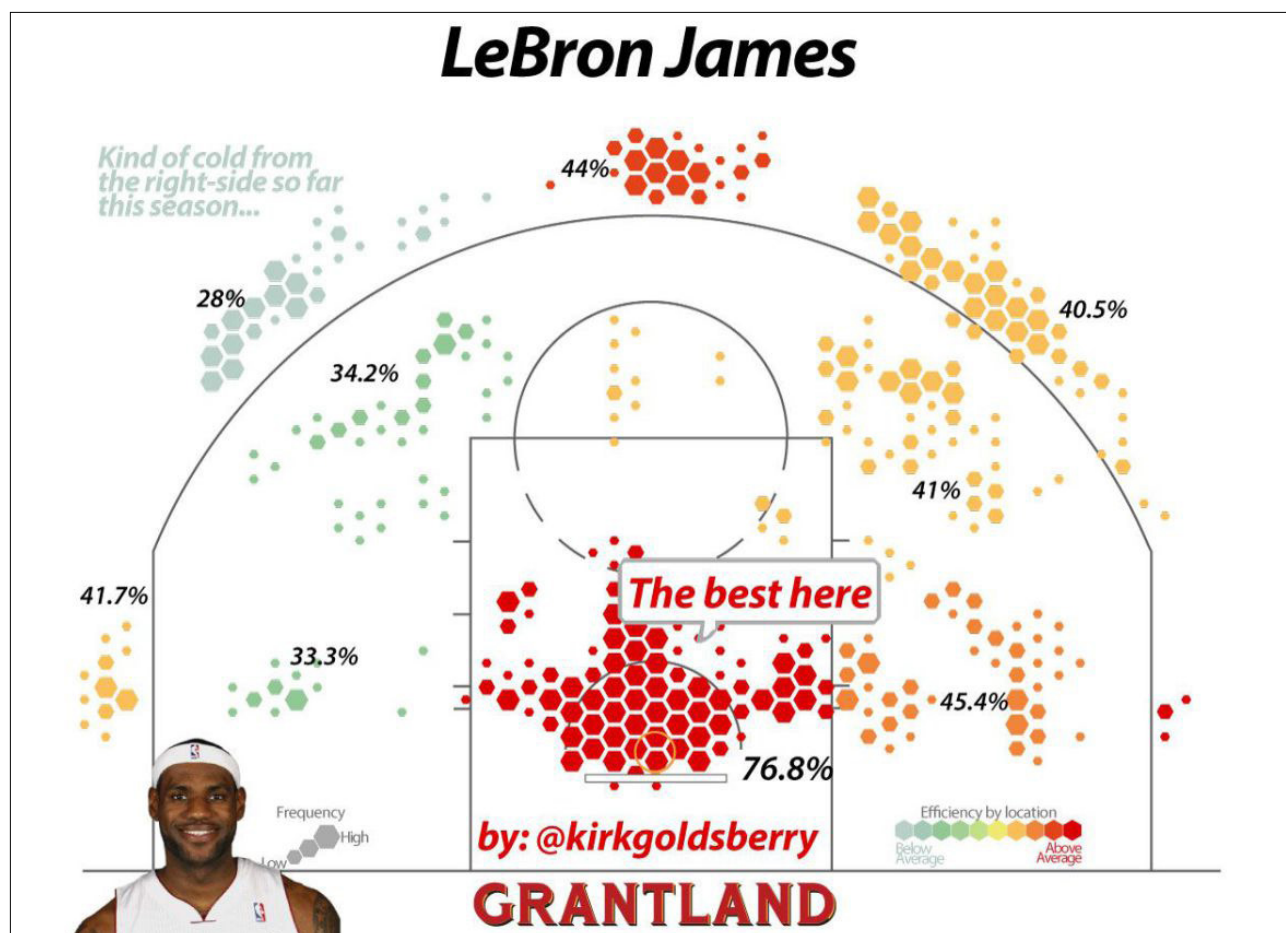 LeBron James
Kind of cold from
the right-side so far
this season...
44%
28%
40.5%
34.2%
41%
41.7%
The best here
33.3%
45.4%
76.8%
Frequency
High
Low
by: @kirkgoldsberry
Efficiency by location
Below
Average
Above
Average
GRANTLAND